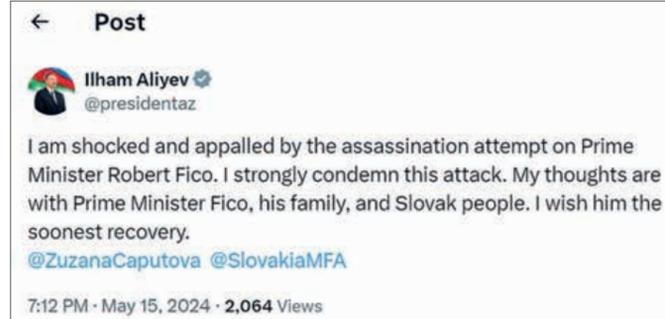 ← Post
Ilham Aliyev
@presidentaz
I am shocked and appalled by the assassination attempt on Prime
Minister Robert Fico. I strongly condemn this attack. My thoughts are
with Prime Minister Fico, his family, and Slovak people. I wish him the
soonest recovery.
@ZuzanaCaputova @SlovakiaMFA
7:12 PM · May 15, 2024 · 2,064 Views